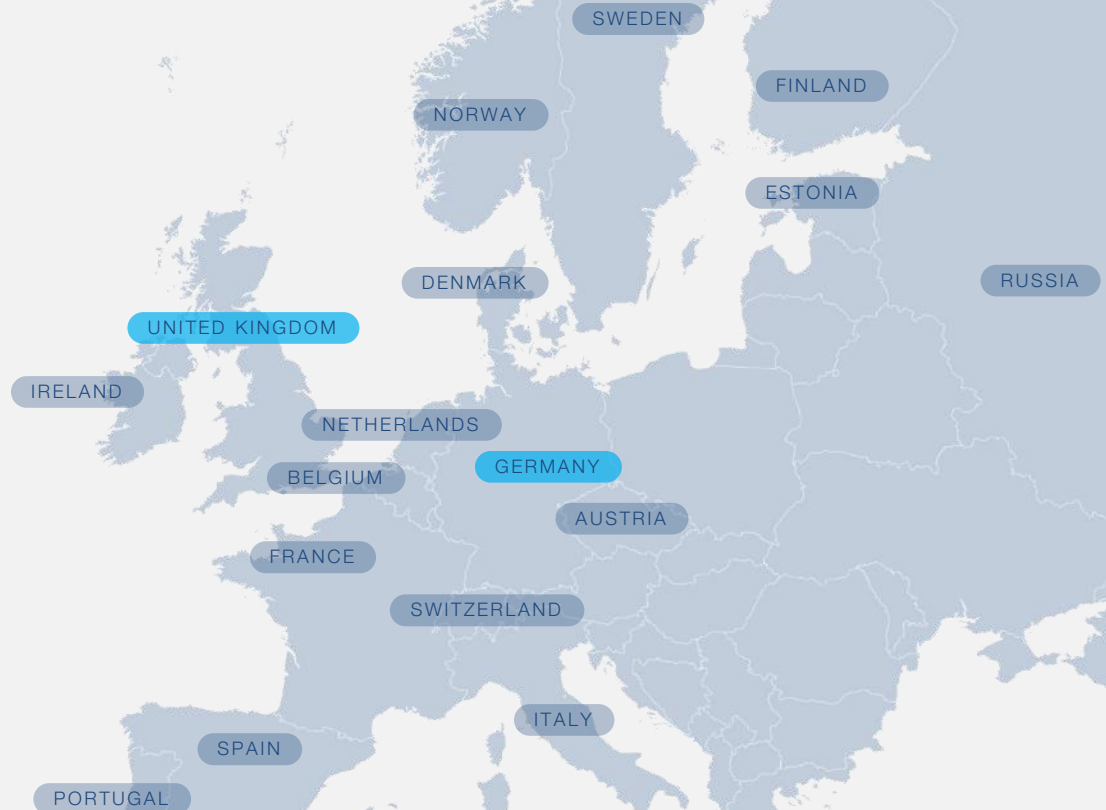 SWEDEN
FINLAND
NORWAY
ESTONIA
DENMARK
RUSSIA
UNITED KINGDOM
IRELAND
NETHERLANDS
GERMANY
BELGIUM
AUSTRIA
FRANCE
SWITZERLAND
ITALY
SPAIN
PORTUGAL